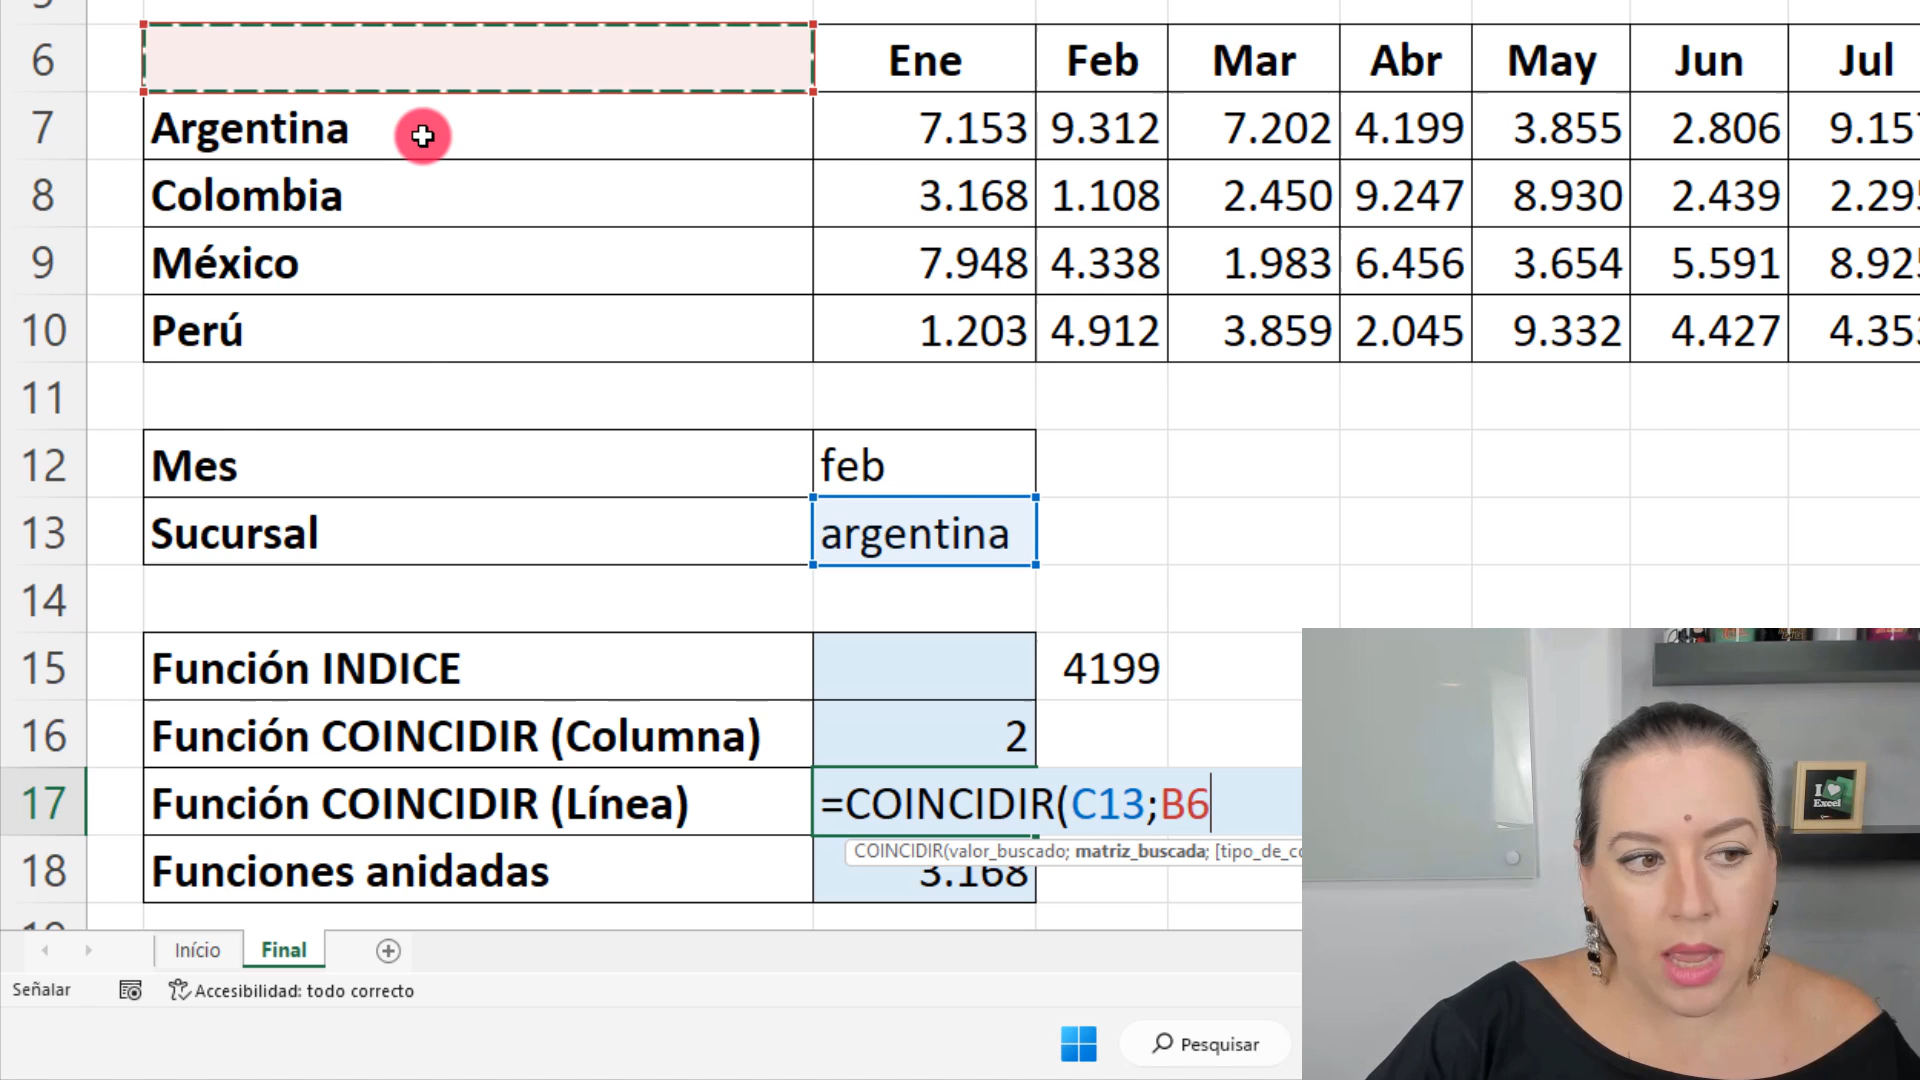 6 Ene Feb Mar Abr May Jun Jul
7 Argentina 7.153 9.312 7.202 4.199 3.855 2.806
8 Colombia 3.168 1.108 2.450 9.247 8.930 2.439
9 México 7.948 4.338 1.983 6.456 3.654 5.591
10 Perú 1.203 4.912 3.859 2.045 9.332 4.427
11
12 Mes feb
13 Sucursal argentina
14
15 Función INDICE 4199
16 Función COINCIDIR (Columna) 2
17 Función COINCIDIR (Línea) =COINCIDIR(C13;B6
COINCIDIR(valor_buscado; matriz_buscada; [tipo_de_co
18 Funciones anidadas 3.168
I ❤ Excel
Início Final
Señalar Accesibilidad: todo correcto
Pesquisar